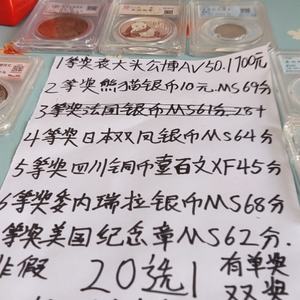 1等奖袁大头公博AV50.1700元
2等奖熊猫银币10元.MS69分
3等奖法国银币MS61分.78+
4等奖日本双凤银币MS64分
5等奖四川铜币壹百文XF45分
6等奖委内瑞拉银币MS68分
等奖美国纪念章MS62分.
非假
20选1
有单奖
双奖